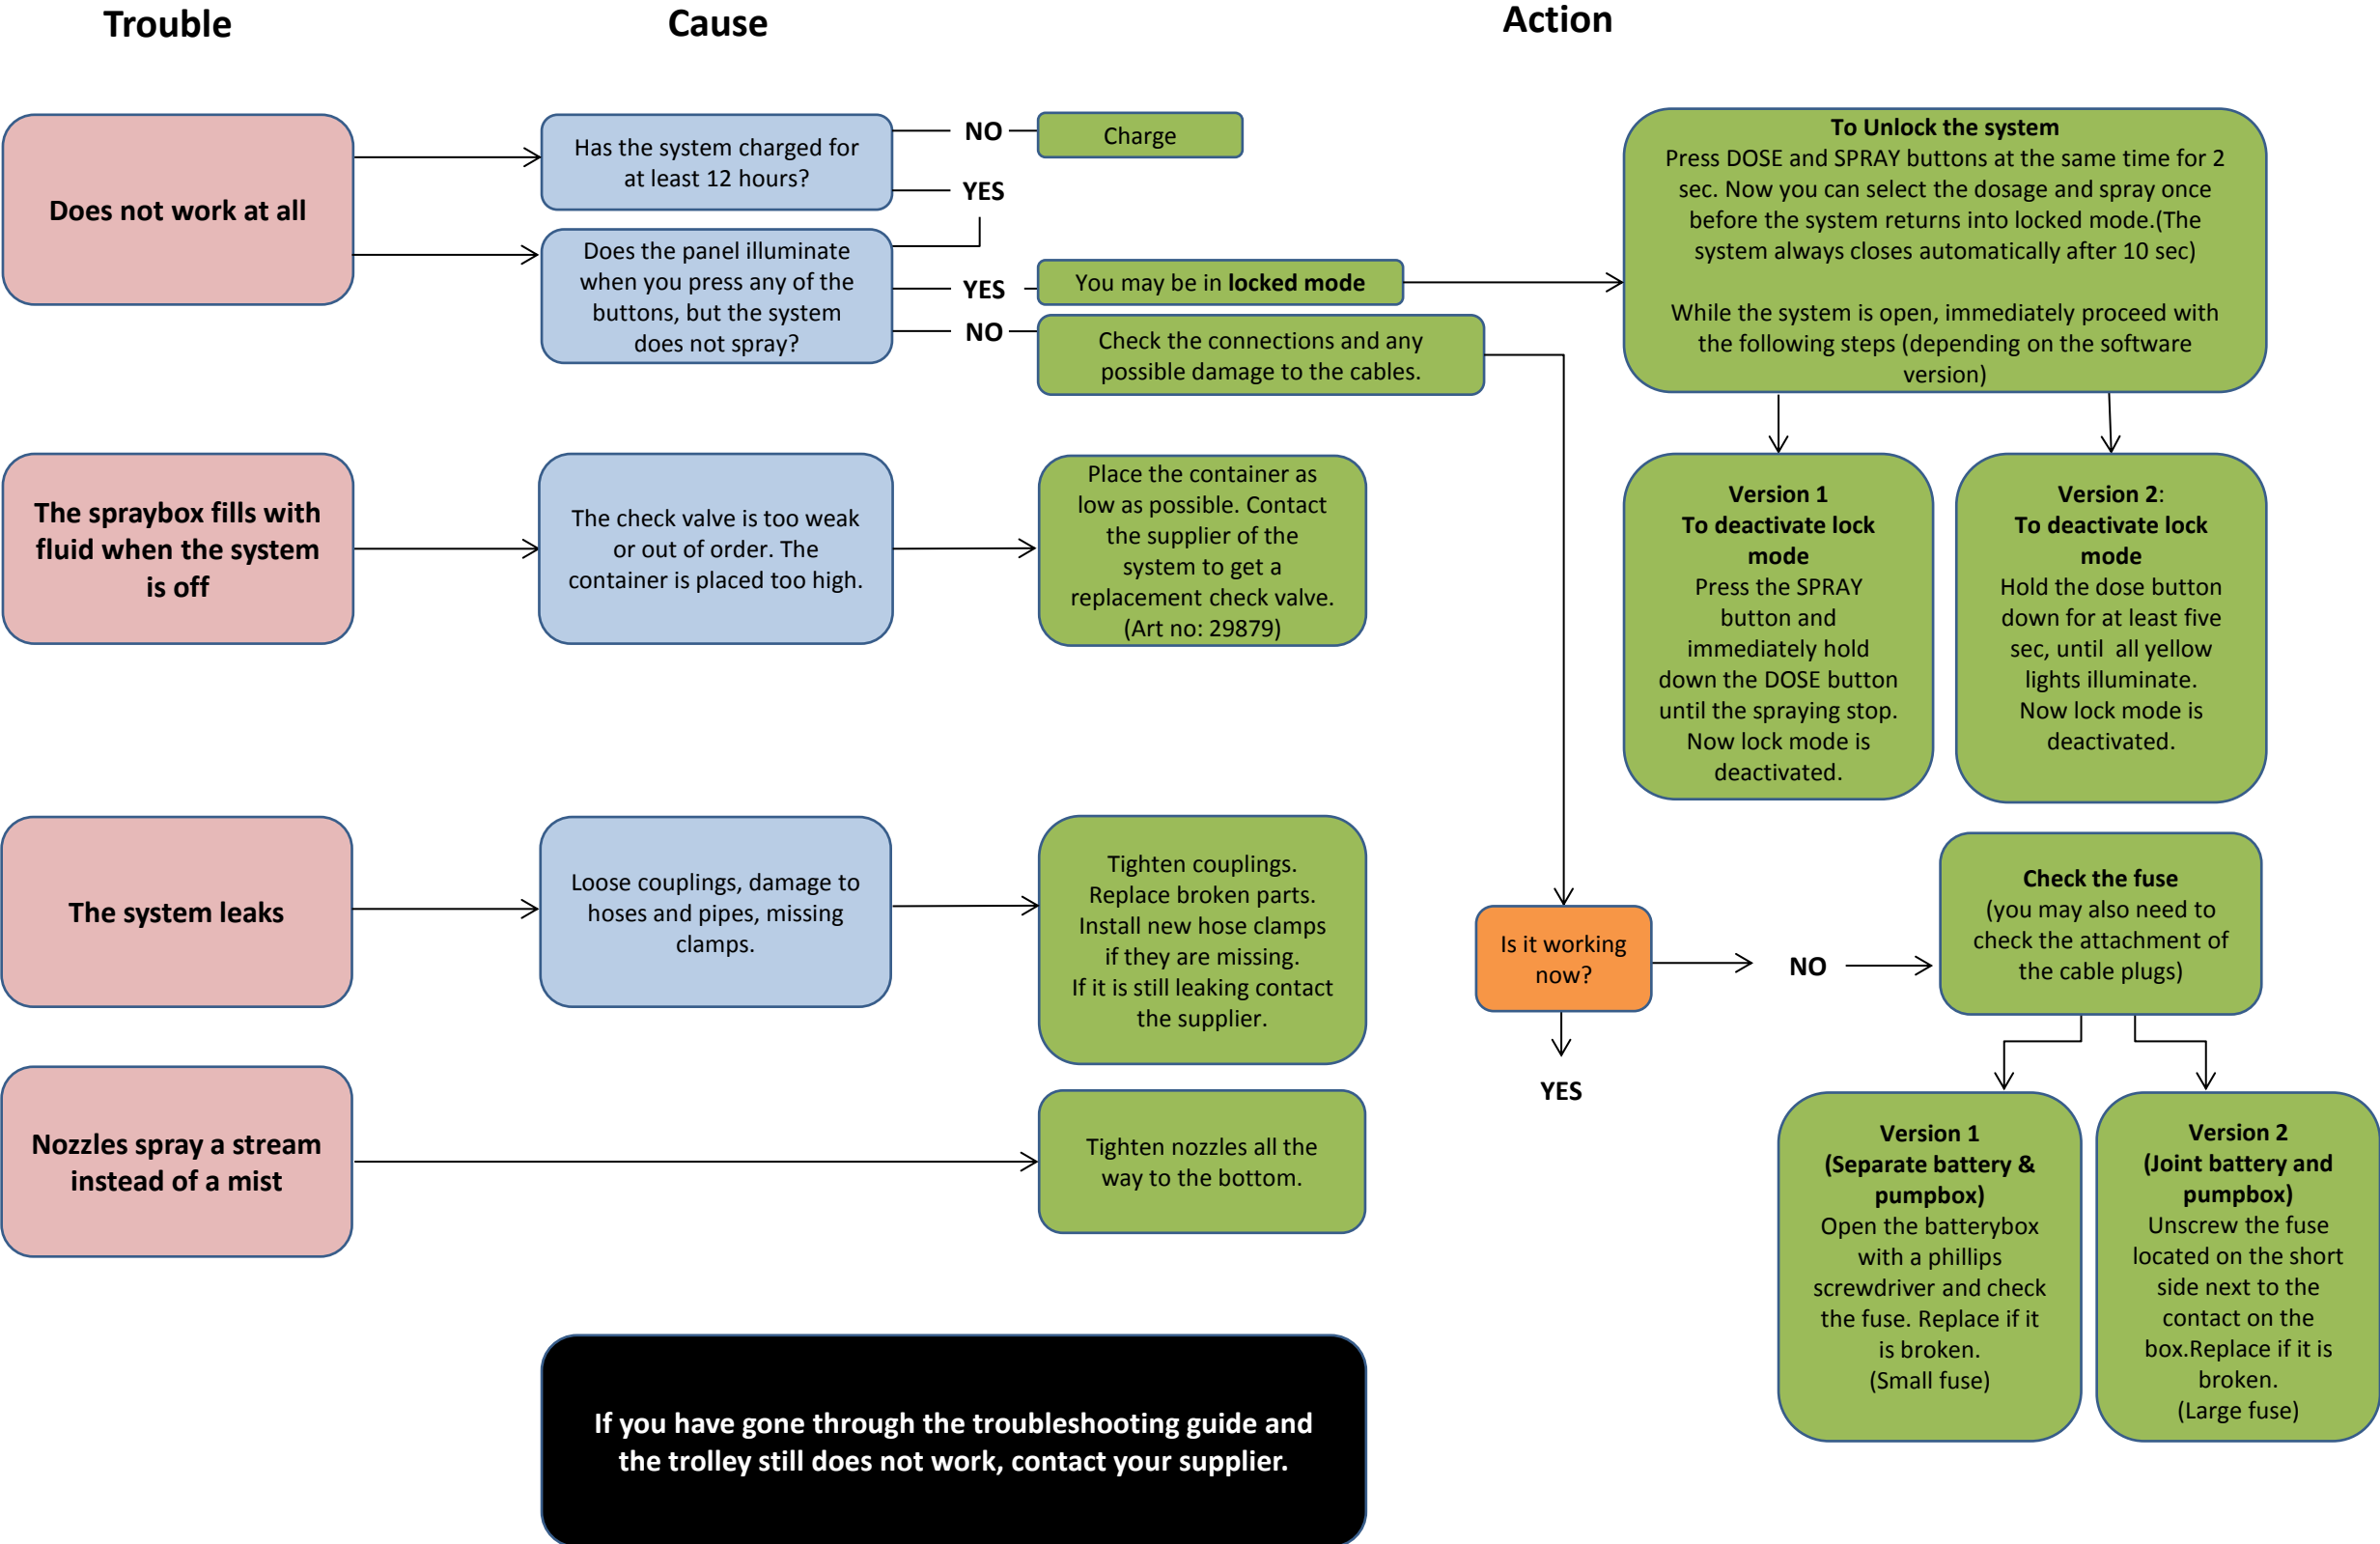 Trouble
Cause
Action
Does not work at all
Has the system charged for
at least 12 hours?
NO
Charge
YES
Does the panel illuminate
when you press any of the
buttons, but the system
does not spray?
YES
You may be in locked mode
NO
Check the connections and any
possible damage to the cables.
To Unlock the system
Press DOSE and SPRAY buttons at the same time for 2
sec. Now you can select the dosage and spray once
before the system returns into locked mode.(The
system always closes automatically after 10 sec)
While the system is open, immediately proceed with
the following steps (depending on the software
version)
Version 1
To deactivate lock
mode
Press the SPRAY
button and
immediately hold
down the DOSE button
until the spraying stop.
Now lock mode is
deactivated.
Version 2:
To deactivate lock
mode
Hold the dose button
down for at least five
sec, until  all yellow
lights illuminate.
Now lock mode is
deactivated.
The spraybox fills with
fluid when the system
is off
The check valve is too weak
or out of order. The
container is placed too high.
Place the container as
low as possible. Contact
the supplier of the
system to get a
replacement check valve.
(Art no: 29879)
The system leaks
Loose couplings, damage to
hoses and pipes, missing
clamps.
Tighten couplings.
Replace broken parts.
Install new hose clamps
if they are missing.
If it is still leaking contact
the supplier.
Is it working
now?
NO
YES
Check the fuse
(you may also need to
check the attachment of
the cable plugs)
Version 1
(Separate battery &
pumpbox)
Open the batterybox
with a phillips
screwdriver and check
the fuse. Replace if it
is broken.
(Small fuse)
Version 2
(Joint battery and
pumpbox)
Unscrew the fuse
located on the short
side next to the
contact on the
box.Replace if it is
broken.
(Large fuse)
Nozzles spray a stream
instead of a mist
Tighten nozzles all the
way to the bottom.
If you have gone through the troubleshooting guide and
the trolley still does not work, contact your supplier.